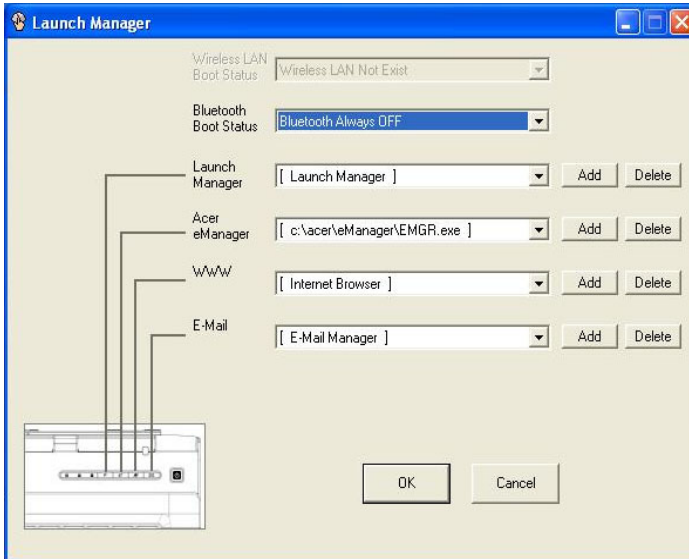 Launch Manager
Wireless LAN
Boot Status
Wireless LAN Not Exist
Bluetooth
Boot Status
Bluetooth Always OFF
Launch
Manager
[ Launch Manager ]
Add
Delete
Acer
eManager
[ c:\acer\eManager\EMGR.exe ]
Add
Delete
WWW
[ Internet Browser ]
Add
Delete
E-Mail
[ E-Mail Manager ]
Add
Delete
OK
Cancel